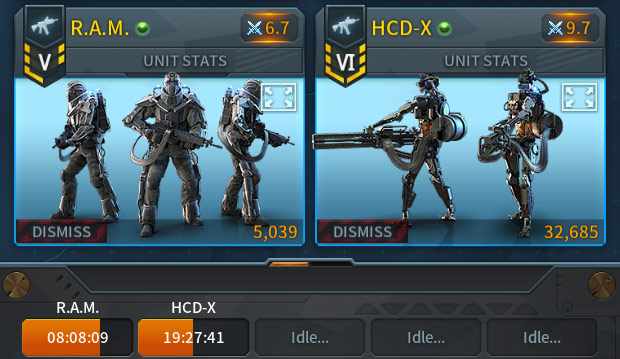 R.A.M. 6.7
V
UNIT STATS
DISMISS 5,039
HCD-X 9.7
VI
UNIT STATS
DISMISS 32,685
R.A.M. HCD-X
08:08:09 19:27:41 Idle... Idle... Idle...